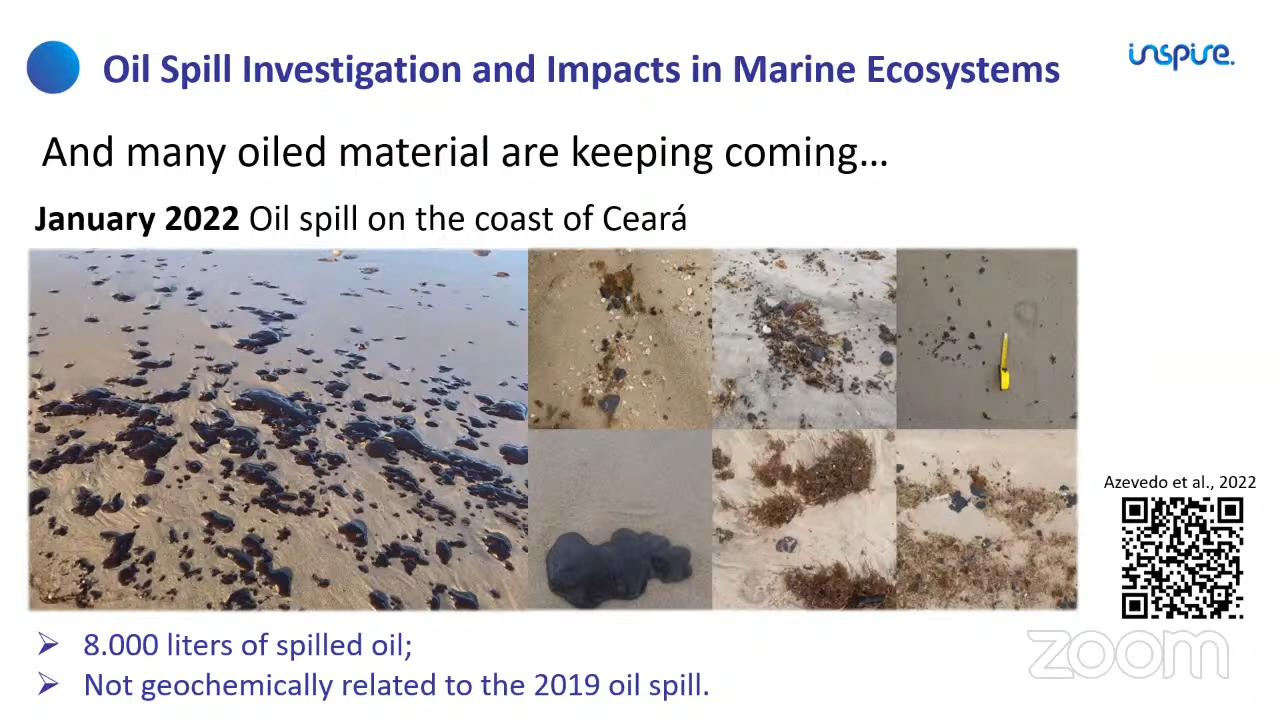 Oil Spill Investigation and Impacts in Marine Ecosystems
inspire.
And many oiled material are keeping coming...
January 2022 Oil spill on the coast of Ceará
Azevedo et al., 2022
8.000 liters of spilled oil;
Not geochemically related to the 2019 oil spill.
zoom